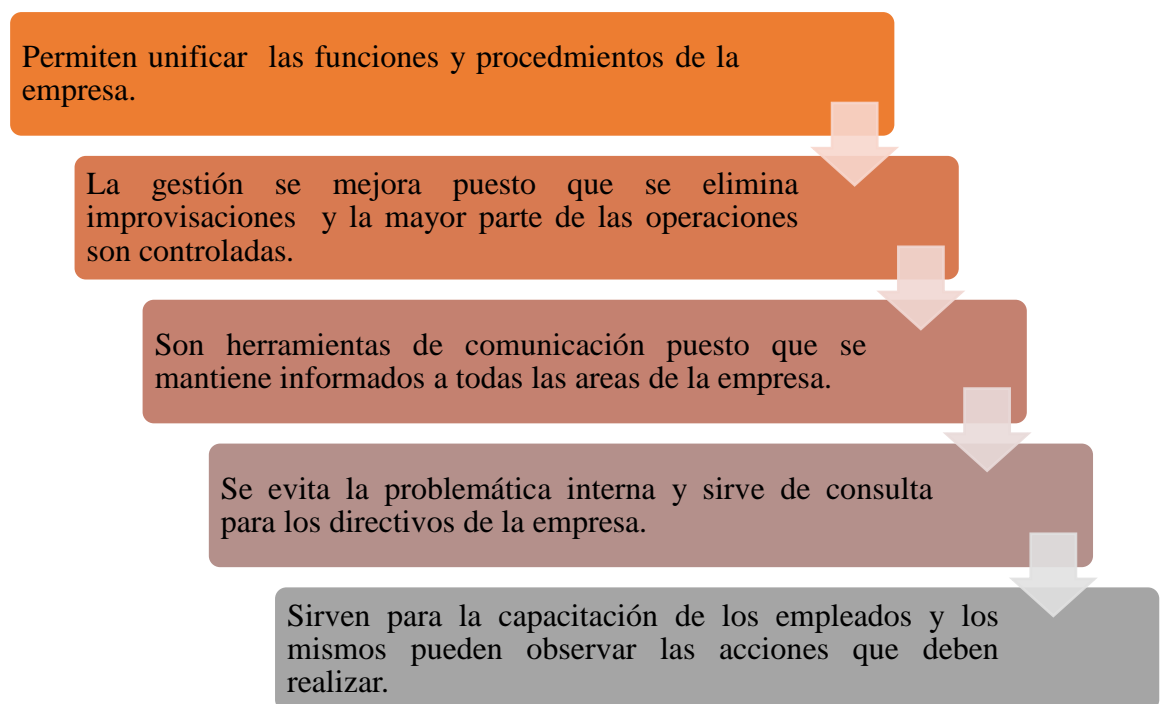 Permiten unificar las funciones y procedmientos de la
empresa.
La gestión se mejora puesto que se elimina
improvisaciones y la mayor parte de las operaciones
son controladas.
Son herramientas de comunicación puesto que se
mantiene informados a todas las areas de la empresa.
Se evita la problemática interna y sirve de consulta
para los directivos de la empresa.
Sirven para la capacitación de los empleados y los
mismos pueden observar las acciones que deben
realizar.